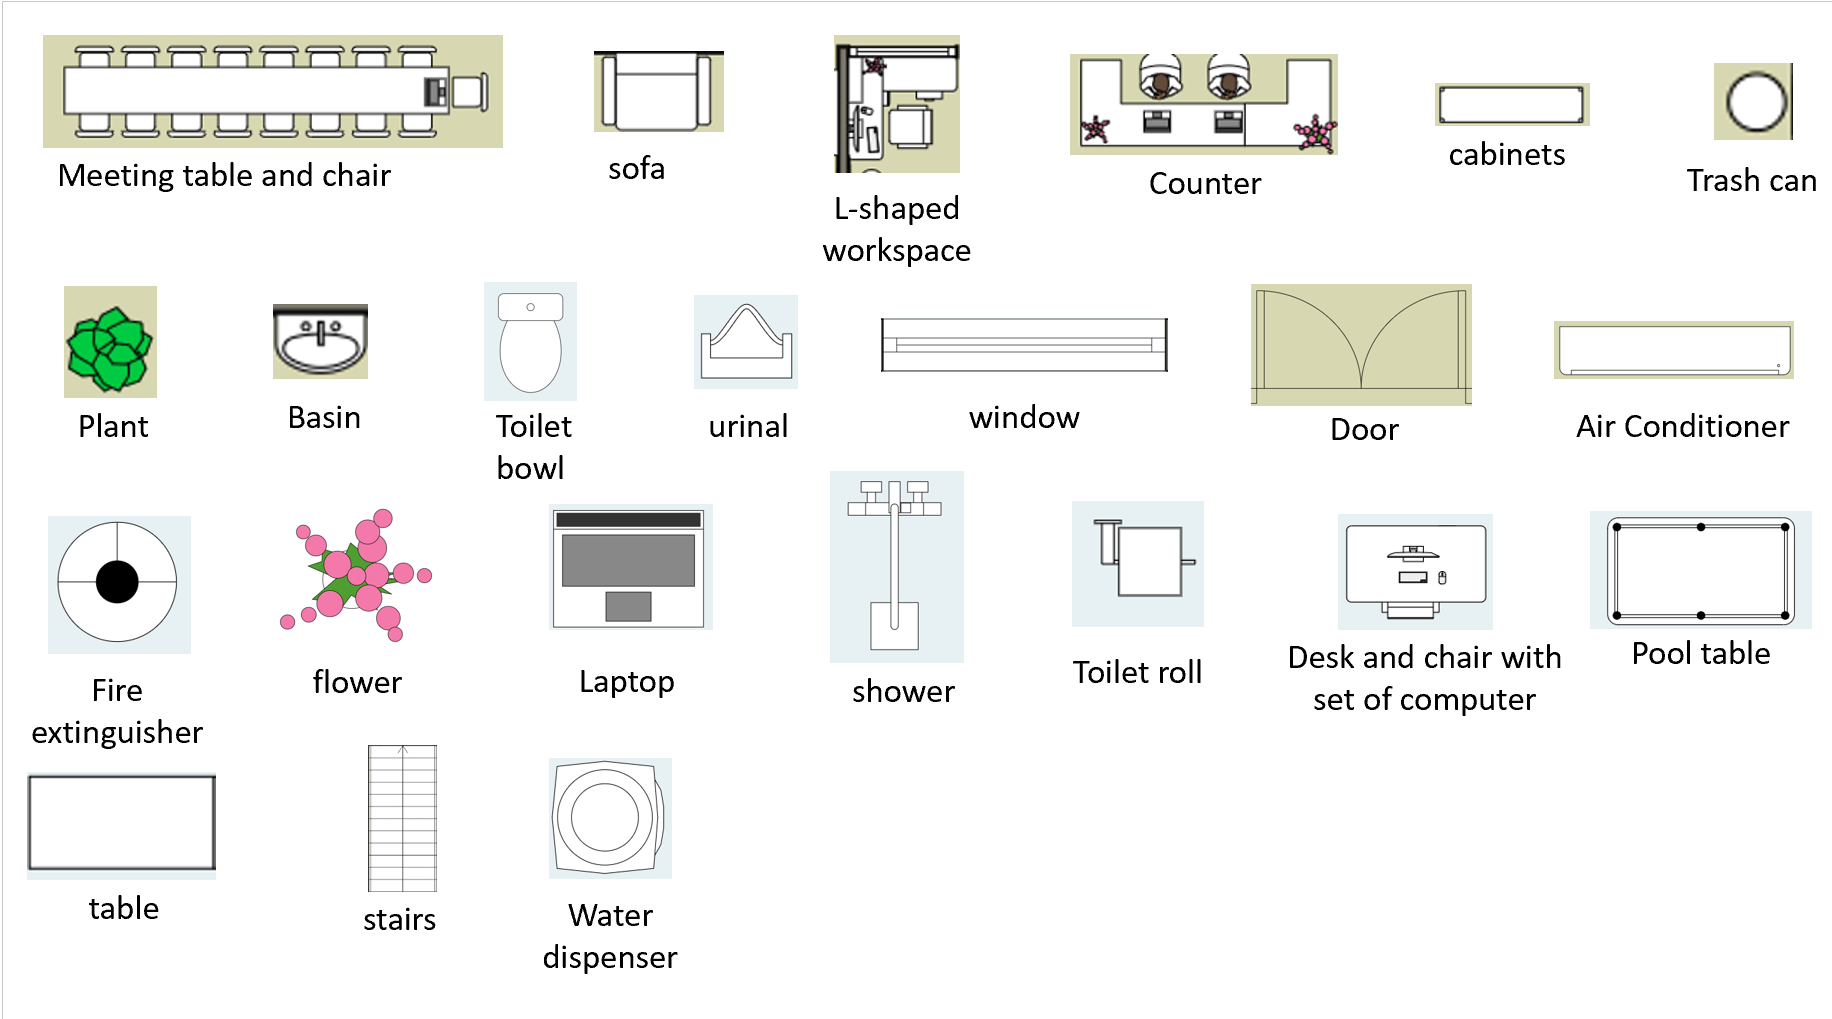 Meeting table and chair
sofa
L-shaped
workspace
Counter
cabinets
Trash can
Plant
Basin
Toilet
bowl
urinal
window
Door
Air Conditioner
Fire
extinguisher
flower
Laptop
shower
Toilet roll
Desk and chair with
set of computer
Pool table
table
stairs
Water
dispenser